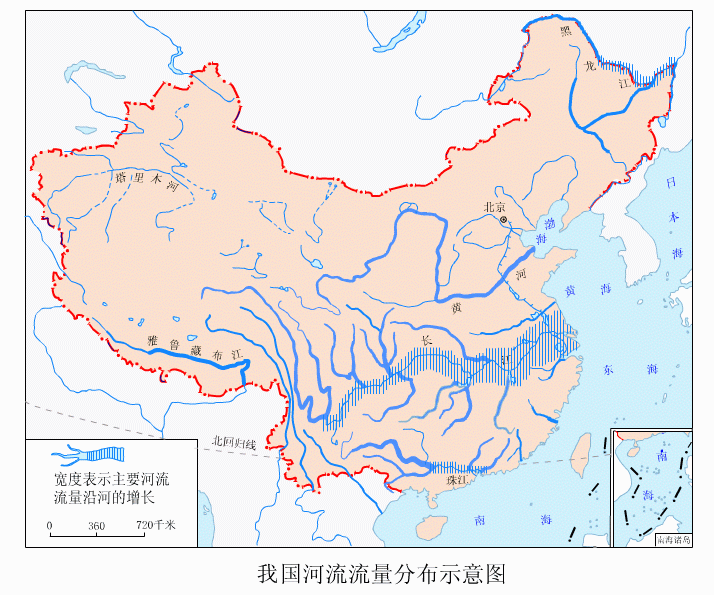 黑
龙
江
塔里木河
北京
渤
海
日
本
海
河
黄
黄海
长
江
雅鲁藏布江
东海
北回归线
珠江
南海
宽度表示主要河流
流量沿河的增长
0 360 720千米
南
海
南海诸岛
我国河流流量分布示意图